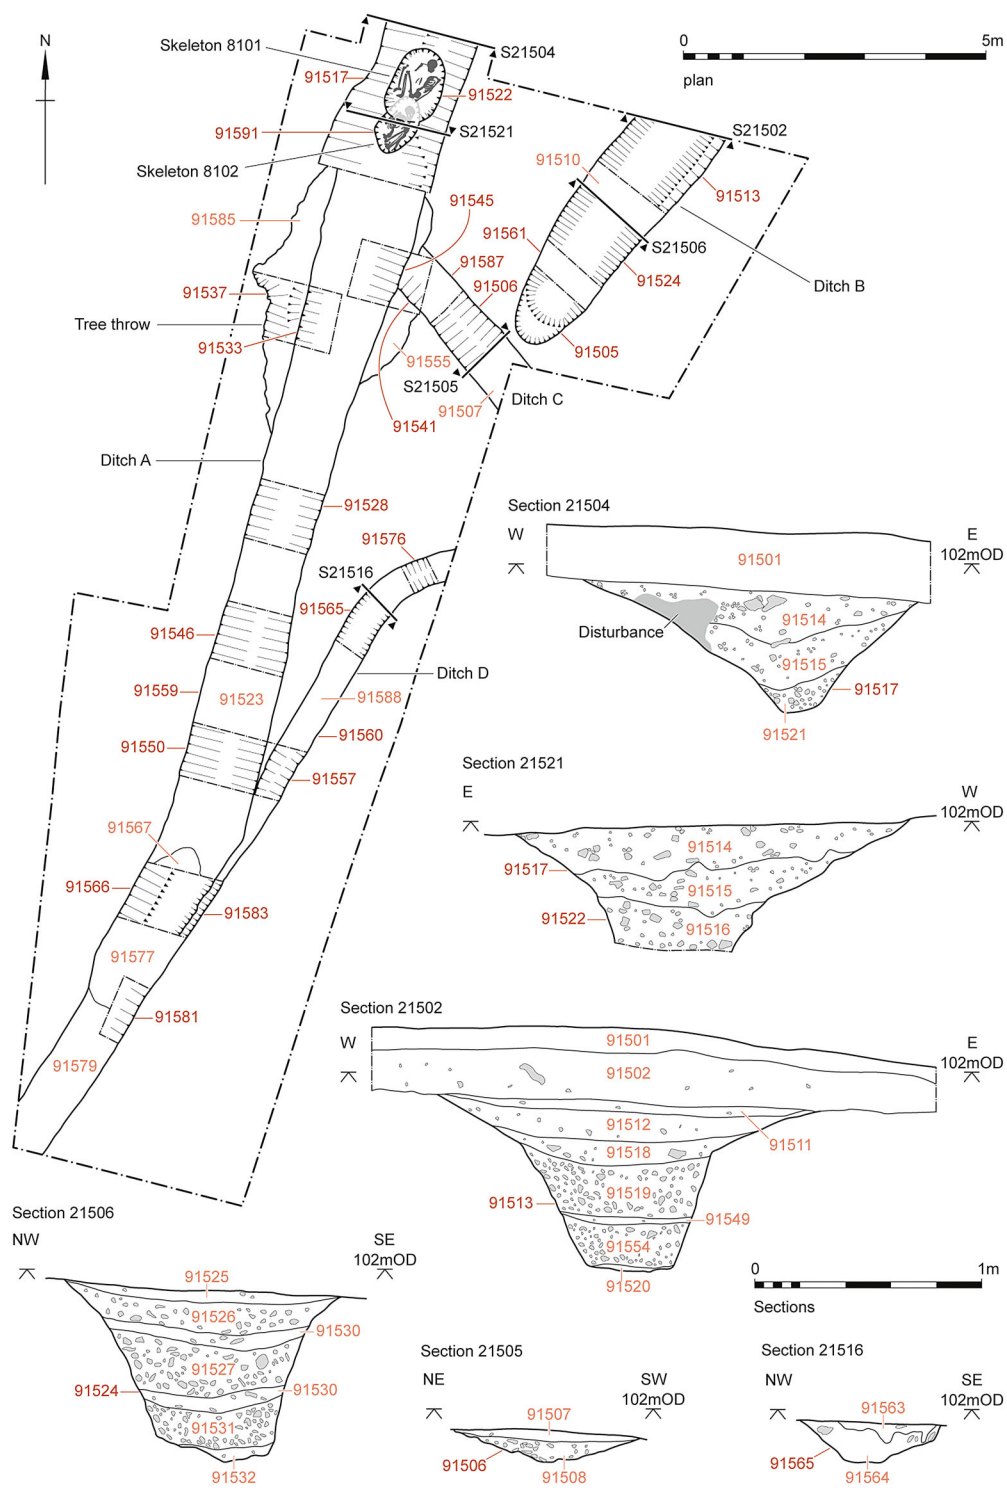 N
Skeleton 8101
91517
91591
Skeleton 8102
S21504
91522
S21521
0 5m
plan
S21502
91510
91513
91585
91545
91561
S21506
91587
91506
91524
Ditch B
91537
Tree throw
91533
91555
91505
S21505
91507
Ditch C
91541
Ditch A
91528
91576
S21516
91565
91546
91559
91523
Ditch D
91588
91560
91550
91557
91567
91566
91583
91577
91581
91579
Section 21504
W E
102mOD
91501
91514
Disturbance
91515
91517
91521
Section 21521
E W
102mOD
91514
91517
91515
91522
91516
Section 21502
W E
102mOD
91501
91502
91512
91511
91518
91519
91513
91549
91554
91520
Section 21506
NW SE
102mOD
91525
91526
91530
91527
91524
91530
91531
91532
0 1m
Sections
Section 21505
NE SW
102mOD
91507
91506
91508
Section 21516
NW SE
102mOD
91563
91565
91564